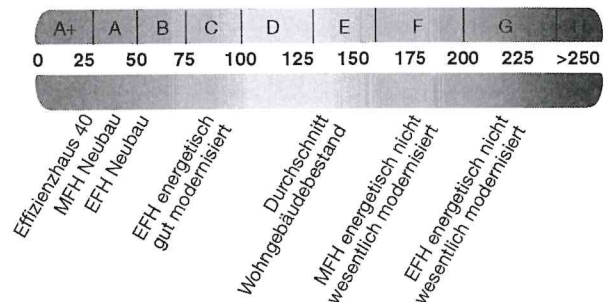 A+ A B C D E F G H
0 25 50 75 100 125 150 175 200 225 >250
Effizienzhaus 40
MFH Neubau
EFH Neubau
EFH energetisch
gut modernisiert
Durchschnitt
Wohngebäudebestand
MFH energetisch nicht
wesentlich modernisiert
EFH energetisch nicht
wesentlich modernisiert